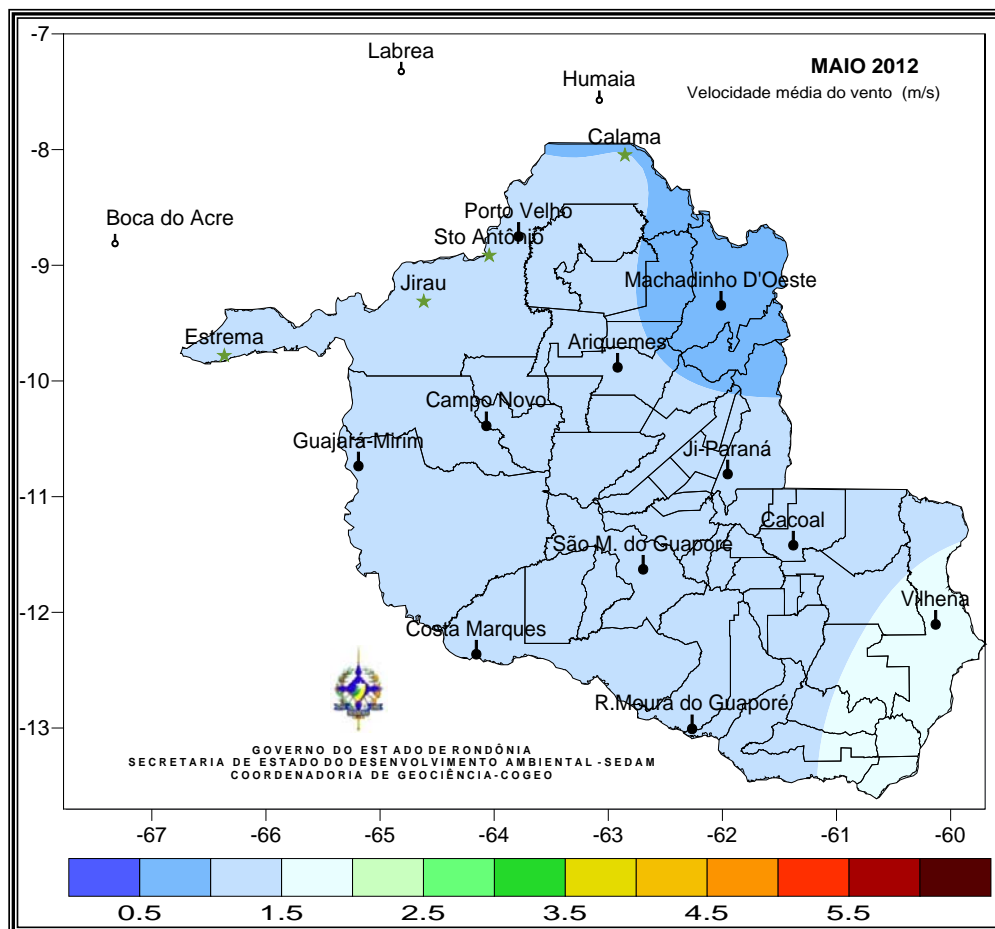 -7
Labrea
MAIO 2012
Humaia
Velocidade média do vento (m/s)
Calama
-8
Boca do Acre
Porto Velho
Sto Antônio
-9
Jirau
Machadinho D'Oeste
Estrema
Ariquemes
-10
Campo Novo
Guajará-Mirim
Ji-Paraná
-11
Cacoal
São M. do Guaporé
-12
Vilhena
Costa Marques
R.Moura do Guaporé
-13
GOVERNO DO ESTADO DE RONDÔNIA
SECRETARIA DE ESTADO DO DESENVOLVIMENTO AMBIENTAL -SEDAM
COORDENADORIA DE GEOCIÊNCIA-COGEO
-67 -66 -65 -64 -63 -62 -61 -60
0.5 1.5 2.5 3.5 4.5 5.5